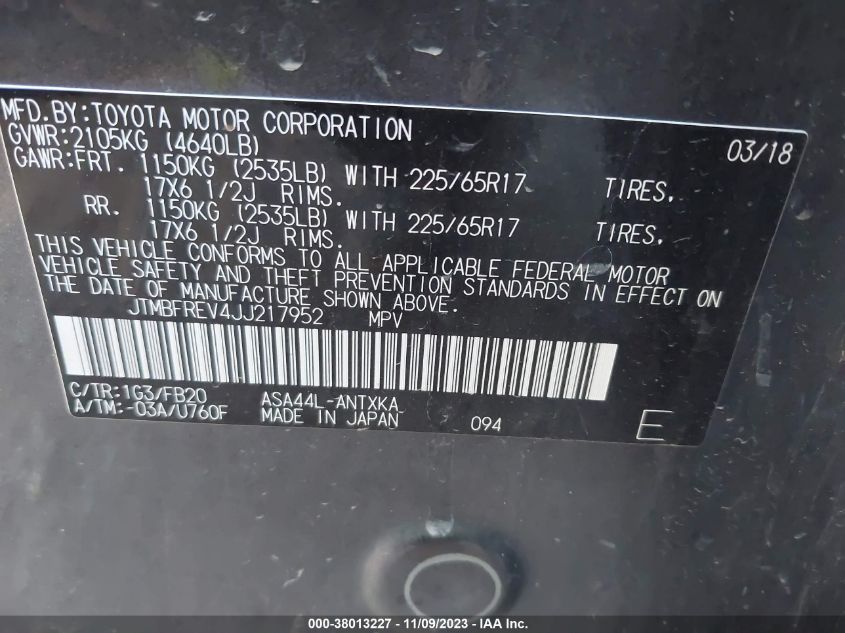 MFD.BY:TOYOTA MOTOR CORPORATION 03/18
GVWR:2105KG (4640LB)
GAWR:FRT. 1150KG (2535LB) WITH 225/65R17 TIRES,
17X6 1/2J RIMS.
RR. 1150KG (2535LB) WITH 225/65R17 TIRES,
17X6 1/2J RIMS.
THIS VEHICLE CONFORMS TO ALL APPLICABLE FEDERAL MOTOR
VEHICLE SAFETY AND THEFT PREVENTION STANDARDS IN EFFECT ON
THE DATE OF MANUFACTURE SHOWN ABOVE.
JTMBFREV4JJ217952 MPV
C/TR:1G3/FB20 ASA44L-ANTXKA
A/TM:-03A/U760F MADE IN JAPAN 094 E
000-38013227 - 11/09/2023 - IAA Inc.